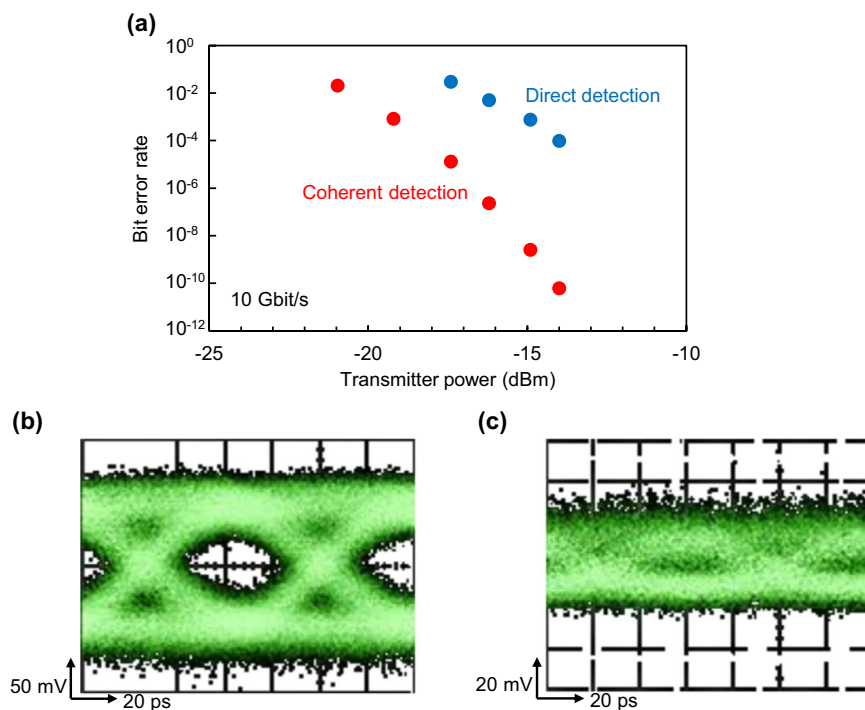 (a)
10⁰
10⁻²
10⁻⁴
10⁻⁶
10⁻⁸
10⁻¹⁰
10⁻¹²
Bit error rate
Direct detection
Coherent detection
10 Gbit/s
-25 -20 -15 -10
Transmitter power (dBm)
(b) (c)
50 mV
20 ps
20 mV
20 ps